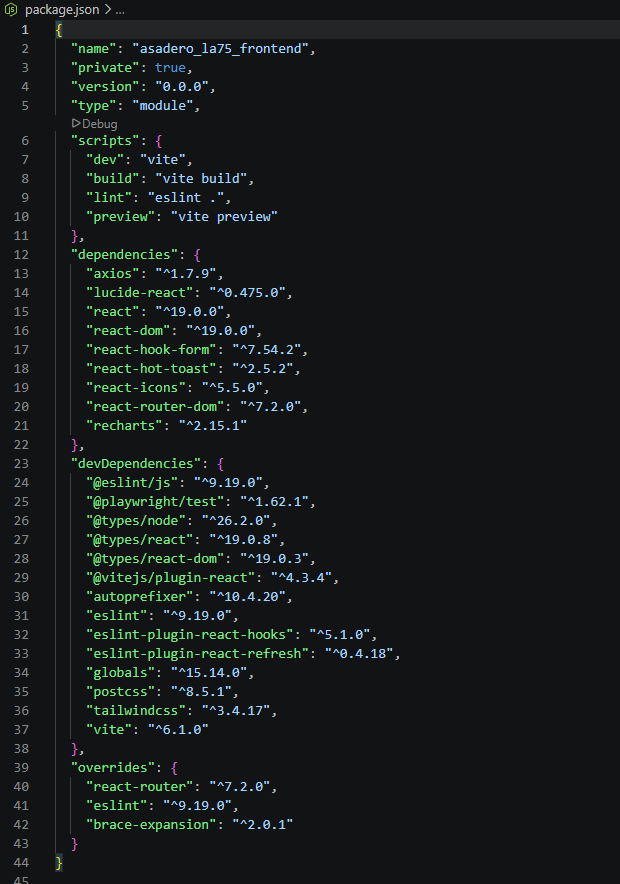 package.json > ...
1 {
2 "name": "asadero_la75_frontend",
3 "private": true,
4 "version": "0.0.0",
5 "type": "module",
Debug
6 "scripts": {
7 "dev": "vite",
8 "build": "vite build",
9 "lint": "eslint .",
10 "preview": "vite preview"
11 },
12 "dependencies": {
13 "axios": "^1.7.9",
14 "lucide-react": "^0.475.0",
15 "react": "^19.0.0",
16 "react-dom": "^19.0.0",
17 "react-hook-form": "^7.54.2",
18 "react-hot-toast": "^2.5.2",
19 "react-icons": "^5.5.0",
20 "react-router-dom": "^7.2.0",
21 "recharts": "^2.15.1"
22 },
23 "devDependencies": {
24 "@eslint/js": "^9.19.0",
25 "@playwright/test": "^1.62.1",
26 "@types/node": "^26.2.0",
27 "@types/react": "^19.0.8",
28 "@types/react-dom": "^19.0.3",
29 "@vitejs/plugin-react": "^4.3.4",
30 "autoprefixer": "^10.4.20",
31 "eslint": "^9.19.0",
32 "eslint-plugin-react-hooks": "^5.1.0",
33 "eslint-plugin-react-refresh": "^0.4.18",
34 "globals": "^15.14.0",
35 "postcss": "^8.5.1",
36 "tailwindcss": "^3.4.17",
37 "vite": "^6.1.0"
38 },
39 "overrides": {
40 "react-router": "^7.2.0",
41 "eslint": "^9.19.0",
42 "brace-expansion": "^2.0.1"
43 }
44 }
45